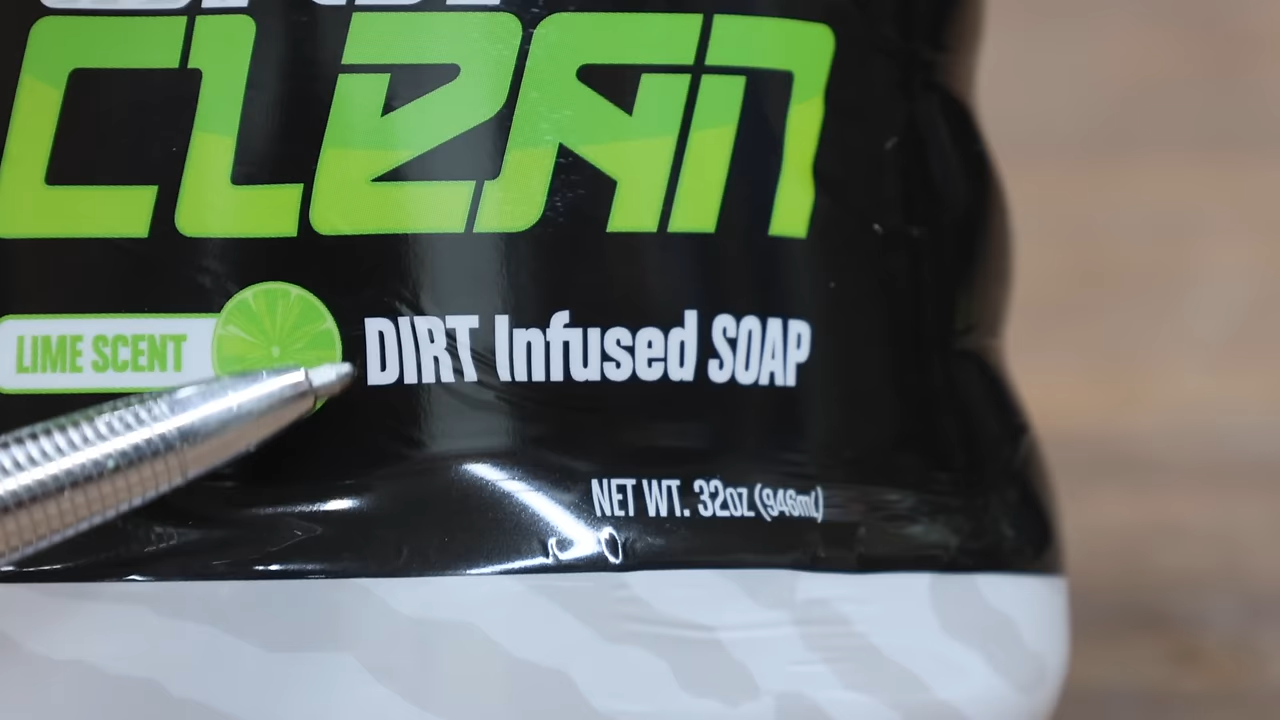 CLEAN
LIME SCENT
DIRT Infused SOAP
NET WT. 32oz (946mL)